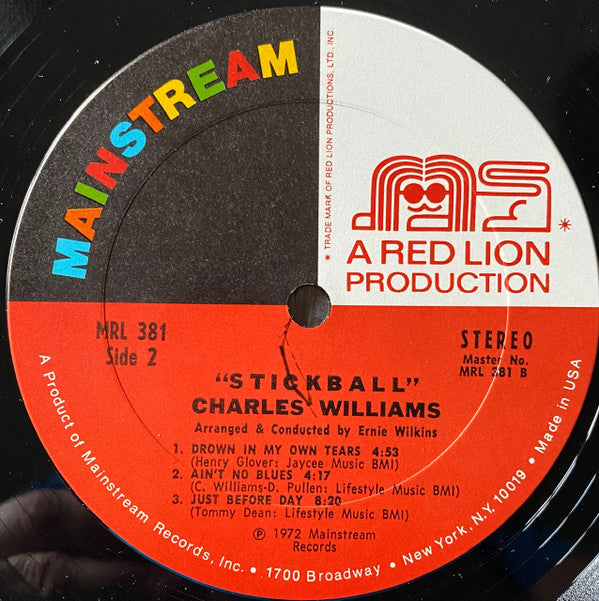 MAINSTREAM
* TRADE MARK OF RED LION PRODUCTIONS, LTD., INC.
*
A RED LION
PRODUCTION
MRL 381
Side 2
STEREO
Master No.
MRL 381 B
"STICKBALL"
CHARLES WILLIAMS
Arranged & Conducted by Ernie Wilkins
1. DROWN IN MY OWN TEARS 4:53
(Henry Glover: Jaycee Music BMI)
2. AIN'T NO BLUES 4:17
(C. Williams-D. Pullen: Lifestyle Music BMI)
3. JUST BEFORE DAY 8:20
(Tommy Dean: Lifestyle Music BMI)
℗ 1972 Mainstream
Records
A Product of Mainstream Records, Inc. • 1700 Broadway • New York, N.Y. 10019 • Made in USA